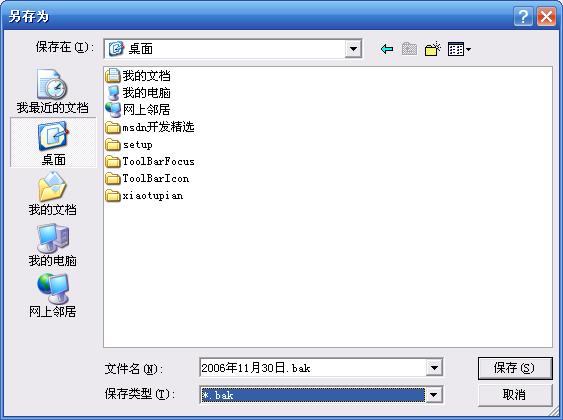 另存为
保存在(I):
桌面
我最近的文档
桌面
我的文档
我的电脑
网上邻居
我的文档
我的电脑
网上邻居
msdn开发精选
setup
ToolBarFocus
ToolBarIcon
xiaotupian
文件名(N):
2006年11月30日.bak
保存(S)
保存类型(T):
*.bak
取消